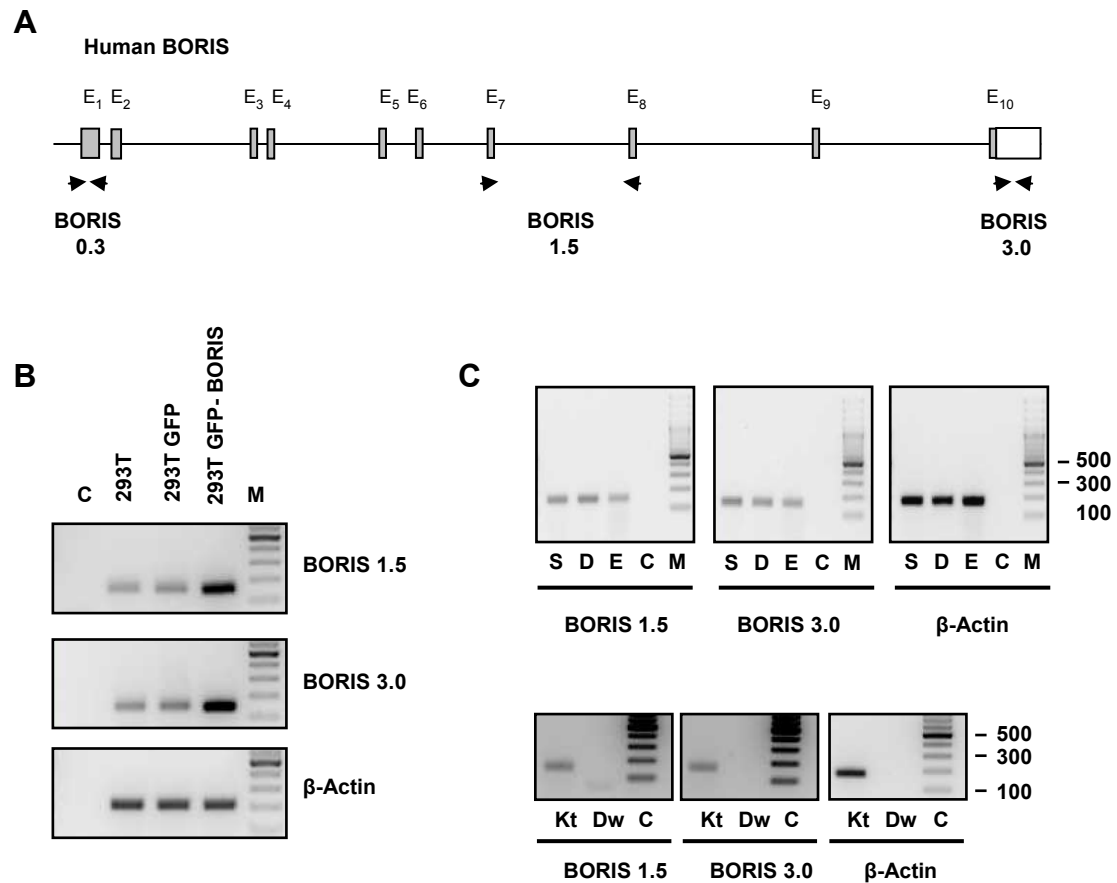 A
Human BORIS
E1 E2 E3 E4 E5 E6 E7 E8 E9 E10
BORIS 0.3
BORIS 1.5
BORIS 3.0
B
C 293T 293T GFP 293T GFP- BORIS M
BORIS 1.5
BORIS 3.0
β-Actin
C
500
300
100
S D E C M S D E C M S D E C M
BORIS 1.5 BORIS 3.0 β-Actin
500
300
100
Kt Dw C Kt Dw C Kt Dw C
BORIS 1.5 BORIS 3.0 β-Actin